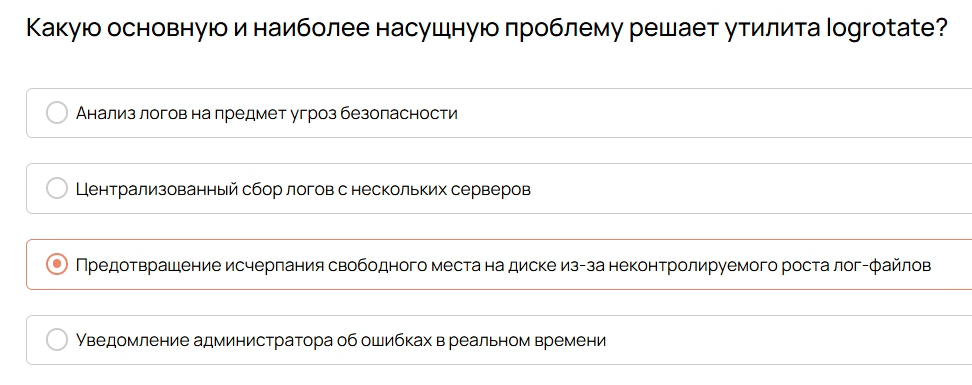 Какую основную и наиболее насущную проблему решает утилита logrotate?
Анализ логов на предмет угроз безопасности
Централизованный сбор логов с нескольких серверов
Предотвращение исчерпания свободного места на диске из-за неконтролируемого роста лог-файлов
Уведомление администратора об ошибках в реальном времени